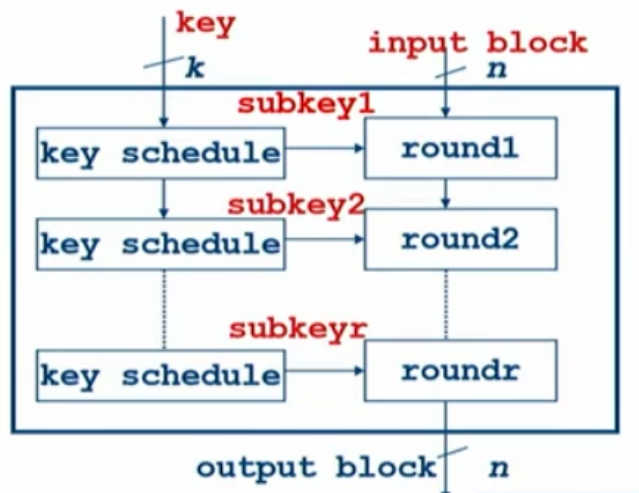 key
k
input block
n
subkey1
key schedule
round1
subkey2
key schedule
round2
subkeyr
key schedule
roundr
output block
n